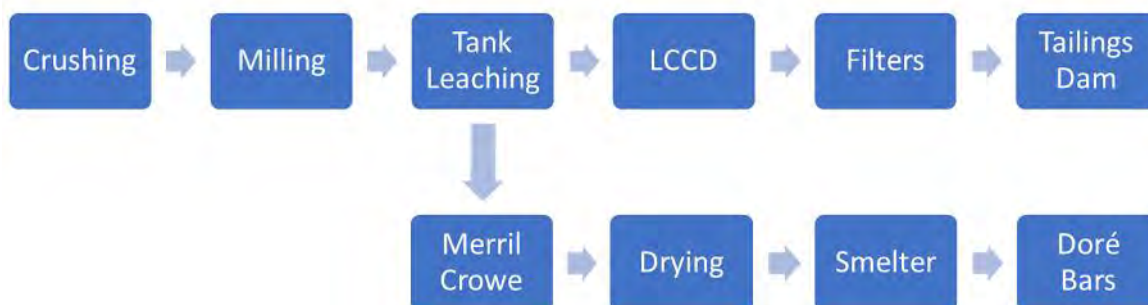 Crushing
Milling
Tank
Leaching
LCCD
Filters
Tailings
Dam
Merril
Crowe
Drying
Smelter
Doré
Bars